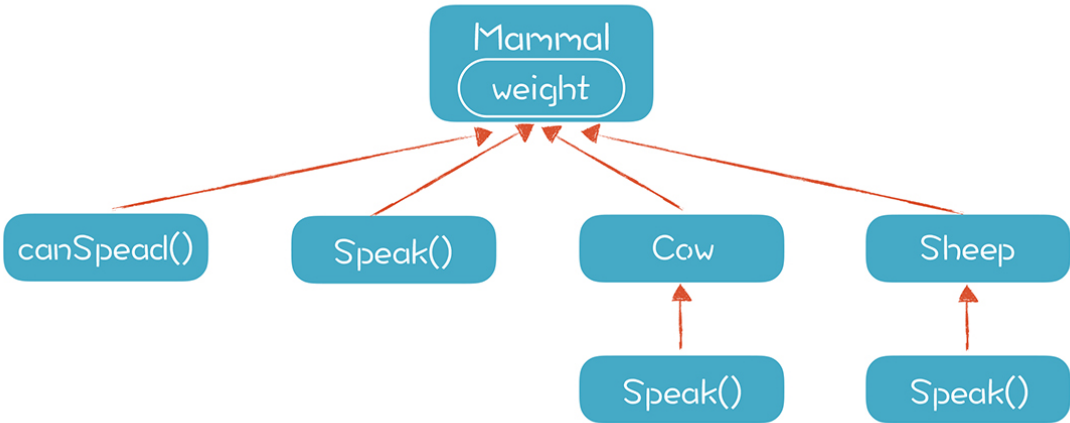 Mammal
weight
canSpead()
Speak()
Cow
Sheep
Speak()
Speak()